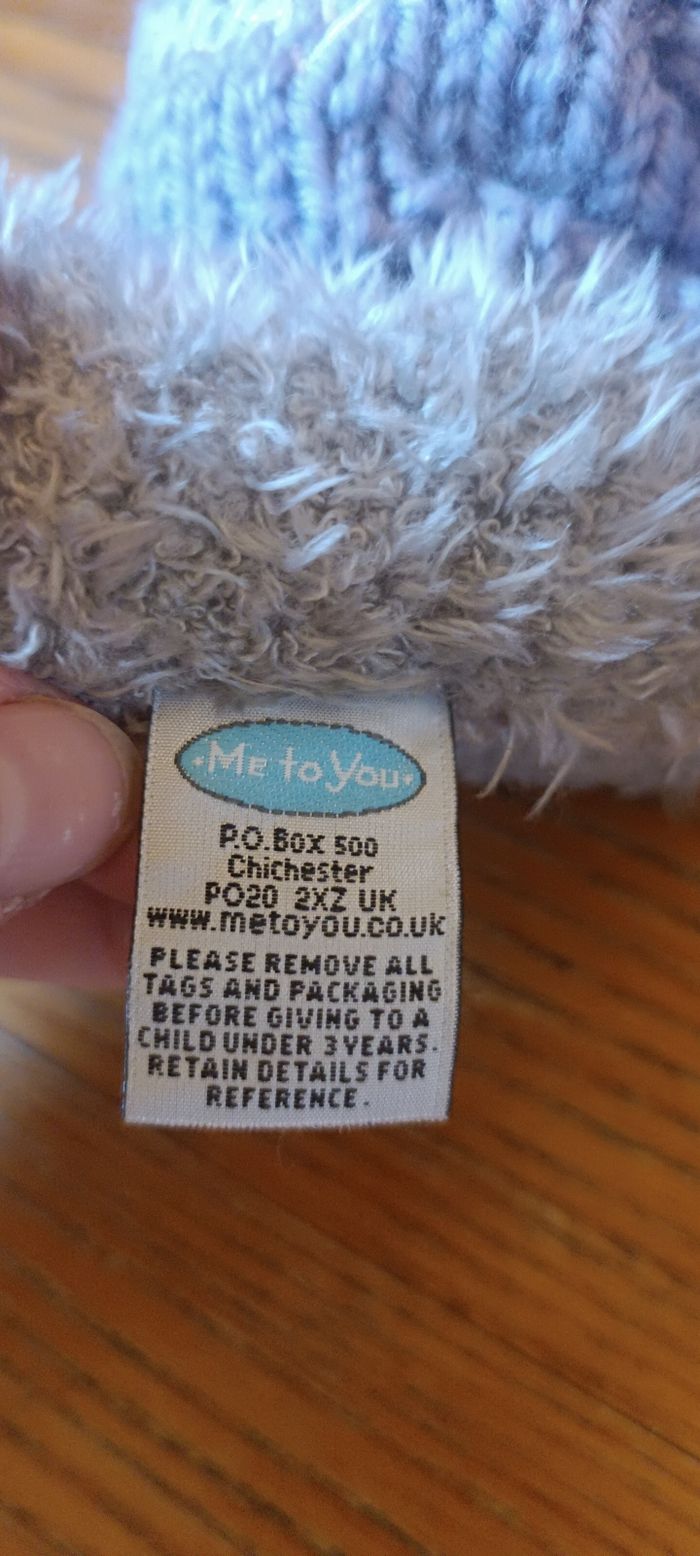 Me to You
P.O.Box 500
Chichester
PO20 2XZ UK
www.metoyou.co.uk
PLEASE REMOVE ALL
TAGS AND PACKAGING
BEFORE GIVING TO A
CHILD UNDER 3 YEARS.
RETAIN DETAILS FOR
REFERENCE.